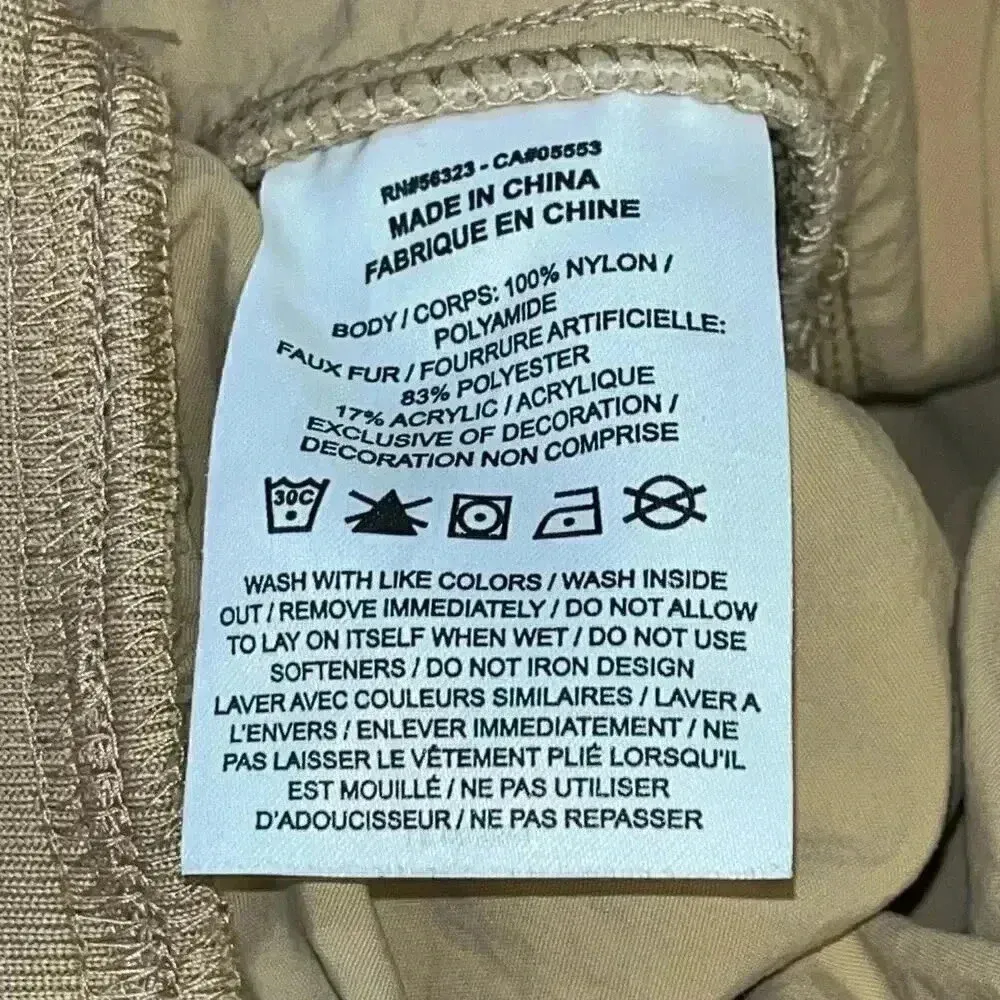 RN#56323 - CA#05553
MADE IN CHINA
FABRIQUE EN CHINE
BODY / CORPS: 100% NYLON /
POLYAMIDE
FAUX FUR / FOURRURE ARTIFICIELLE:
83% POLYESTER
17% ACRYLIC / ACRYLIQUE
EXCLUSIVE OF DECORATION /
DECORATION NON COMPRISE
30C
WASH WITH LIKE COLORS / WASH INSIDE
OUT / REMOVE IMMEDIATELY / DO NOT ALLOW
TO LAY ON ITSELF WHEN WET / DO NOT USE
SOFTENERS / DO NOT IRON DESIGN
LAVER AVEC COULEURS SIMILAIRES / LAVER A
L'ENVERS / ENLEVER IMMEDIATEMENT / NE
PAS LAISSER LE VÊTEMENT PLIÉ LORSQU'IL
EST MOUILLÉ / NE PAS UTILISER
D'ADOUCISSEUR / NE PAS REPASSER